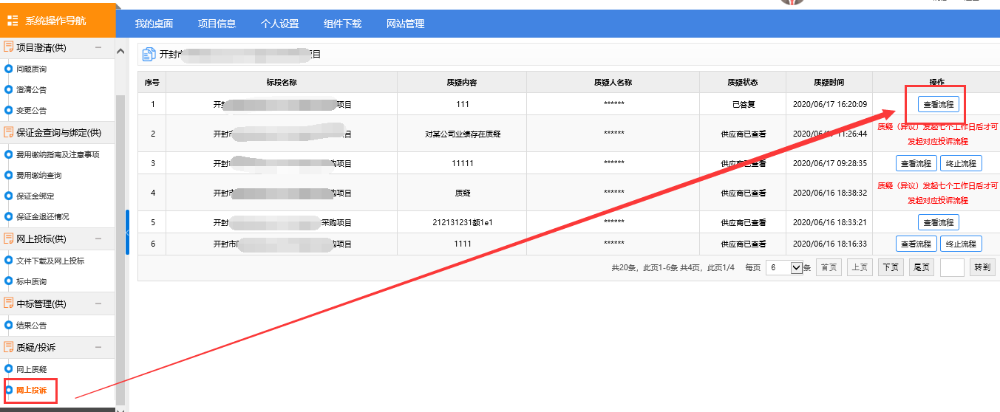 系统操作导航
我的桌面 项目信息 个人设置 组件下载 网站管理
项目澄清(供)
问题质询
澄清公告
变更公告
保证金查询与绑定(供)
费用缴纳指南及注意事项
费用缴纳查询
保证金绑定
保证金退还情况
网上投标(供)
文件下载及网上投标
标中质询
中标管理(供)
结果公告
质疑/投诉
网上质疑
网上投诉
开封市 项目
序号 标段名称 质疑内容 质疑人名称 质疑状态 质疑时间 操作
1 开封 项目 111 ****** 已答复 2020/06/17 16:20:09 查看流程
2 开封市 目 对某公司业绩存在质疑 ****** 供应商已查看 2020/06/17 11:26:44 质疑（异议）发起七个工作日后才可
发起对应投诉流程
3 开封市 购项目 11111 ****** 供应商已查看 2020/06/17 09:28:35 查看流程 终止流程
4 开封市 购项目 质疑 ****** 供应商已查看 2020/06/16 18:38:32 质疑（异议）发起七个工作日后才可
发起对应投诉流程
5 开封 采购项目 212131231额1e1 ****** 供应商已查看 2020/06/16 18:33:21 查看流程
6 开封市 购项目 1111 ****** 供应商已查看 2020/06/16 18:16:33 查看流程 终止流程
共20条，此页1-6条 共4页，此页1/4 每页 6 条 首页 上页 下页 尾页 转到